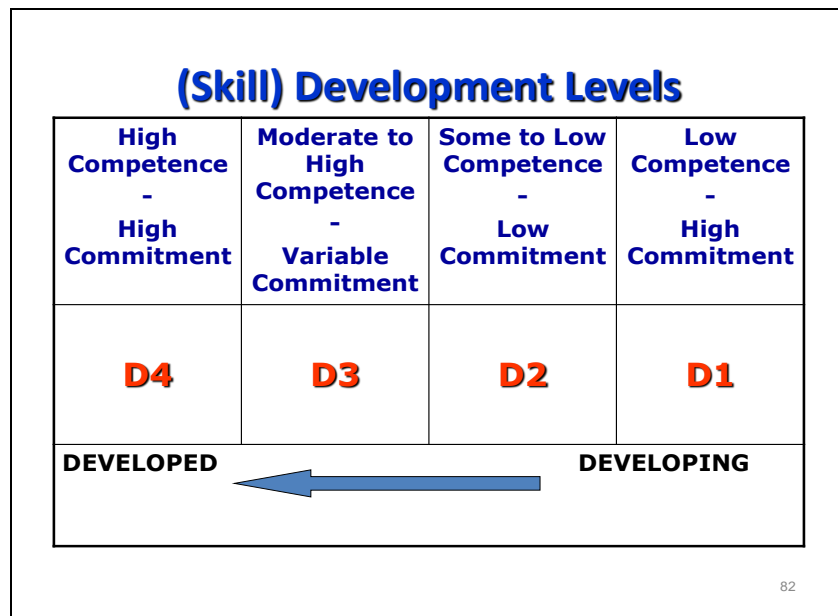 (Skill) Development Levels
High
Competence
-
High
Commitment
Moderate to
High
Competence
-
Variable
Commitment
Some to Low
Competence
-
Low
Commitment
Low
Competence
-
High
Commitment
D4
D3
D2
D1
DEVELOPED
DEVELOPING
82